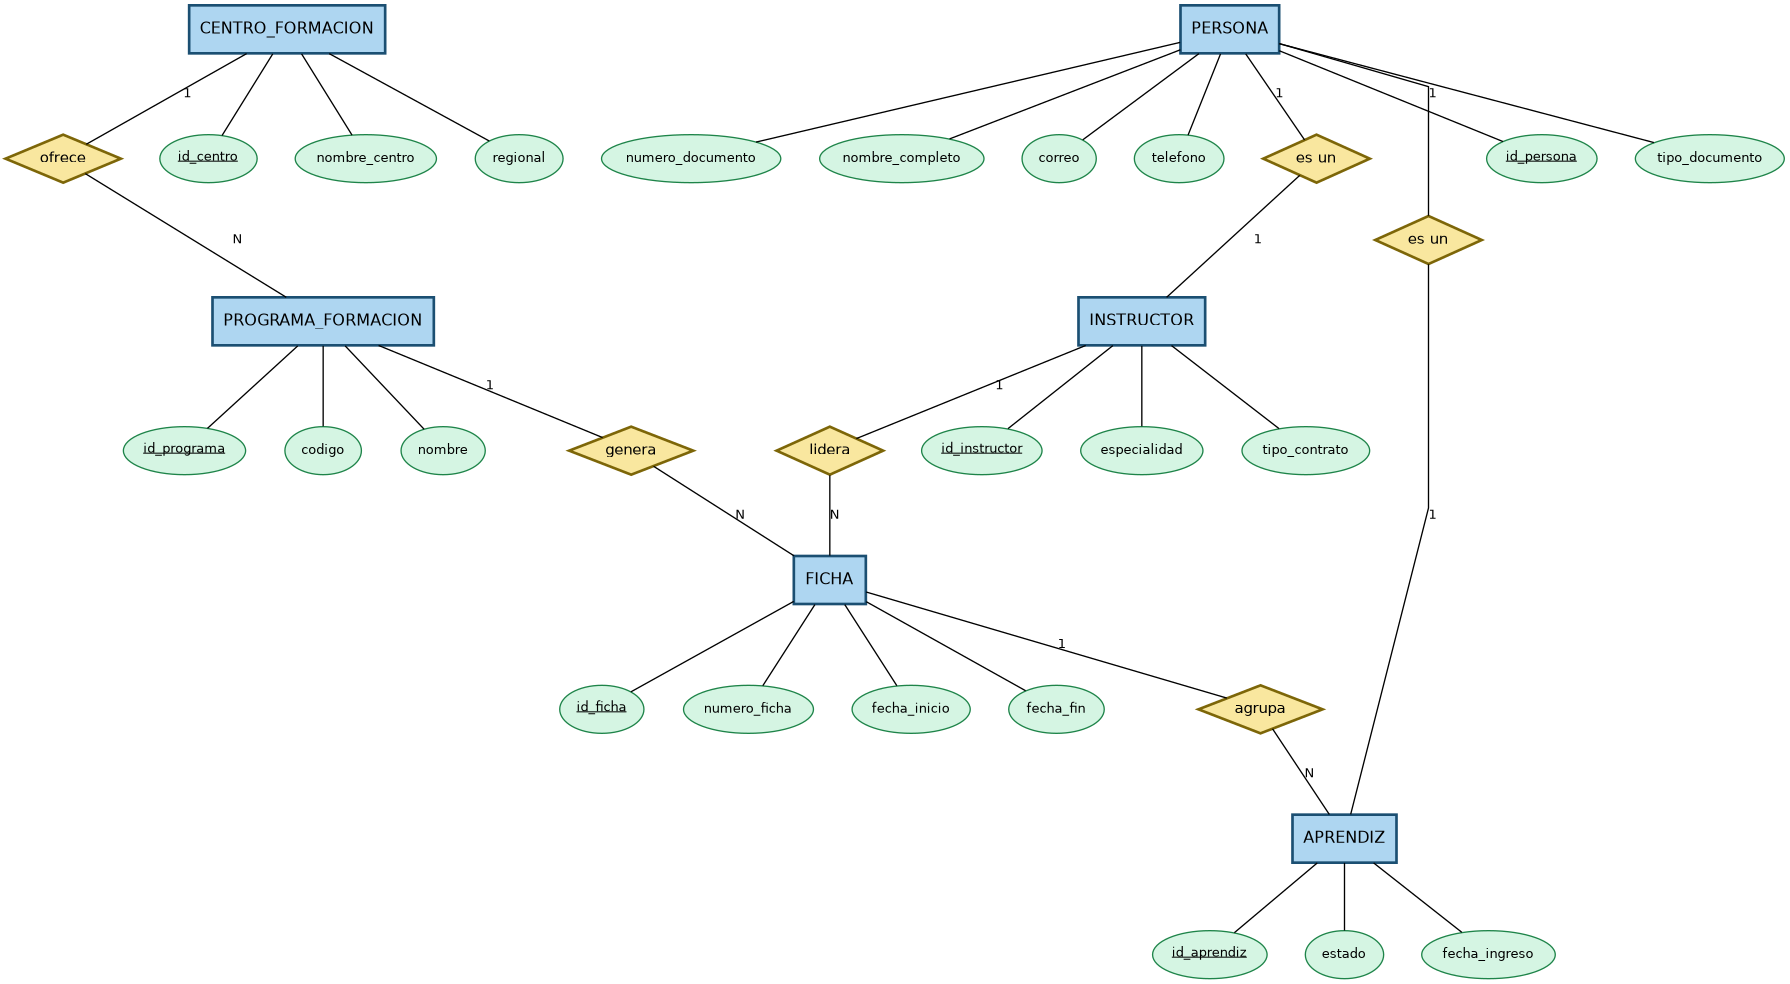 CENTRO_FORMACION
PERSONA
1
1
1
ofrece
id_centro
nombre_centro
regional
numero_documento
nombre_completo
correo
telefono
es un
id_persona
tipo_documento
N
1
es un
PROGRAMA_FORMACION
INSTRUCTOR
1
1
id_programa
codigo
nombre
genera
lidera
id_instructor
especialidad
tipo_contrato
N
N
1
FICHA
1
id_ficha
numero_ficha
fecha_inicio
fecha_fin
agrupa
N
APRENDIZ
id_aprendiz
estado
fecha_ingreso